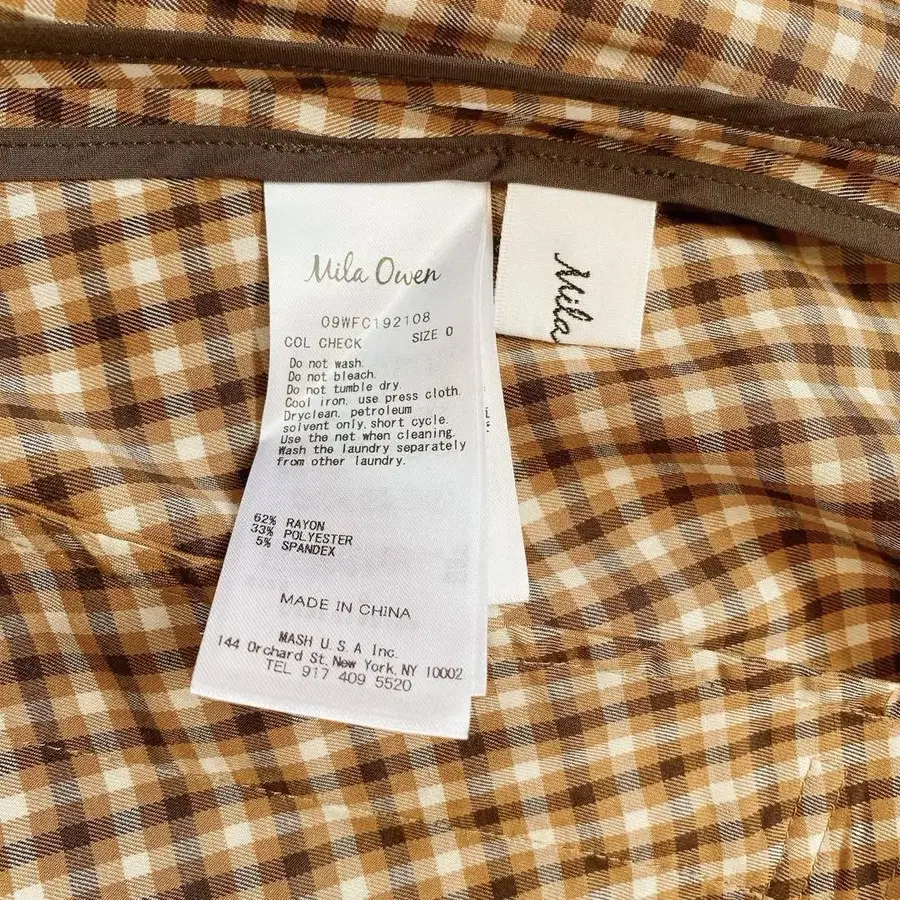 Mila Owen
09WFC192108
COL CHECK SIZE 0
Do not wash.
Do not bleach.
Do not tumble dry.
Cool iron, use press cloth.
Dryclean, petroleum
solvent only, short cycle.
Use the net when cleaning.
Wash the laundry separately
from other laundry.
62% RAYON
33% POLYESTER
5% SPANDEX
MADE IN CHINA
MASH U.S.A Inc.
144 Orchard St. New York, NY 10002
TEL 917 409 5520
Mila